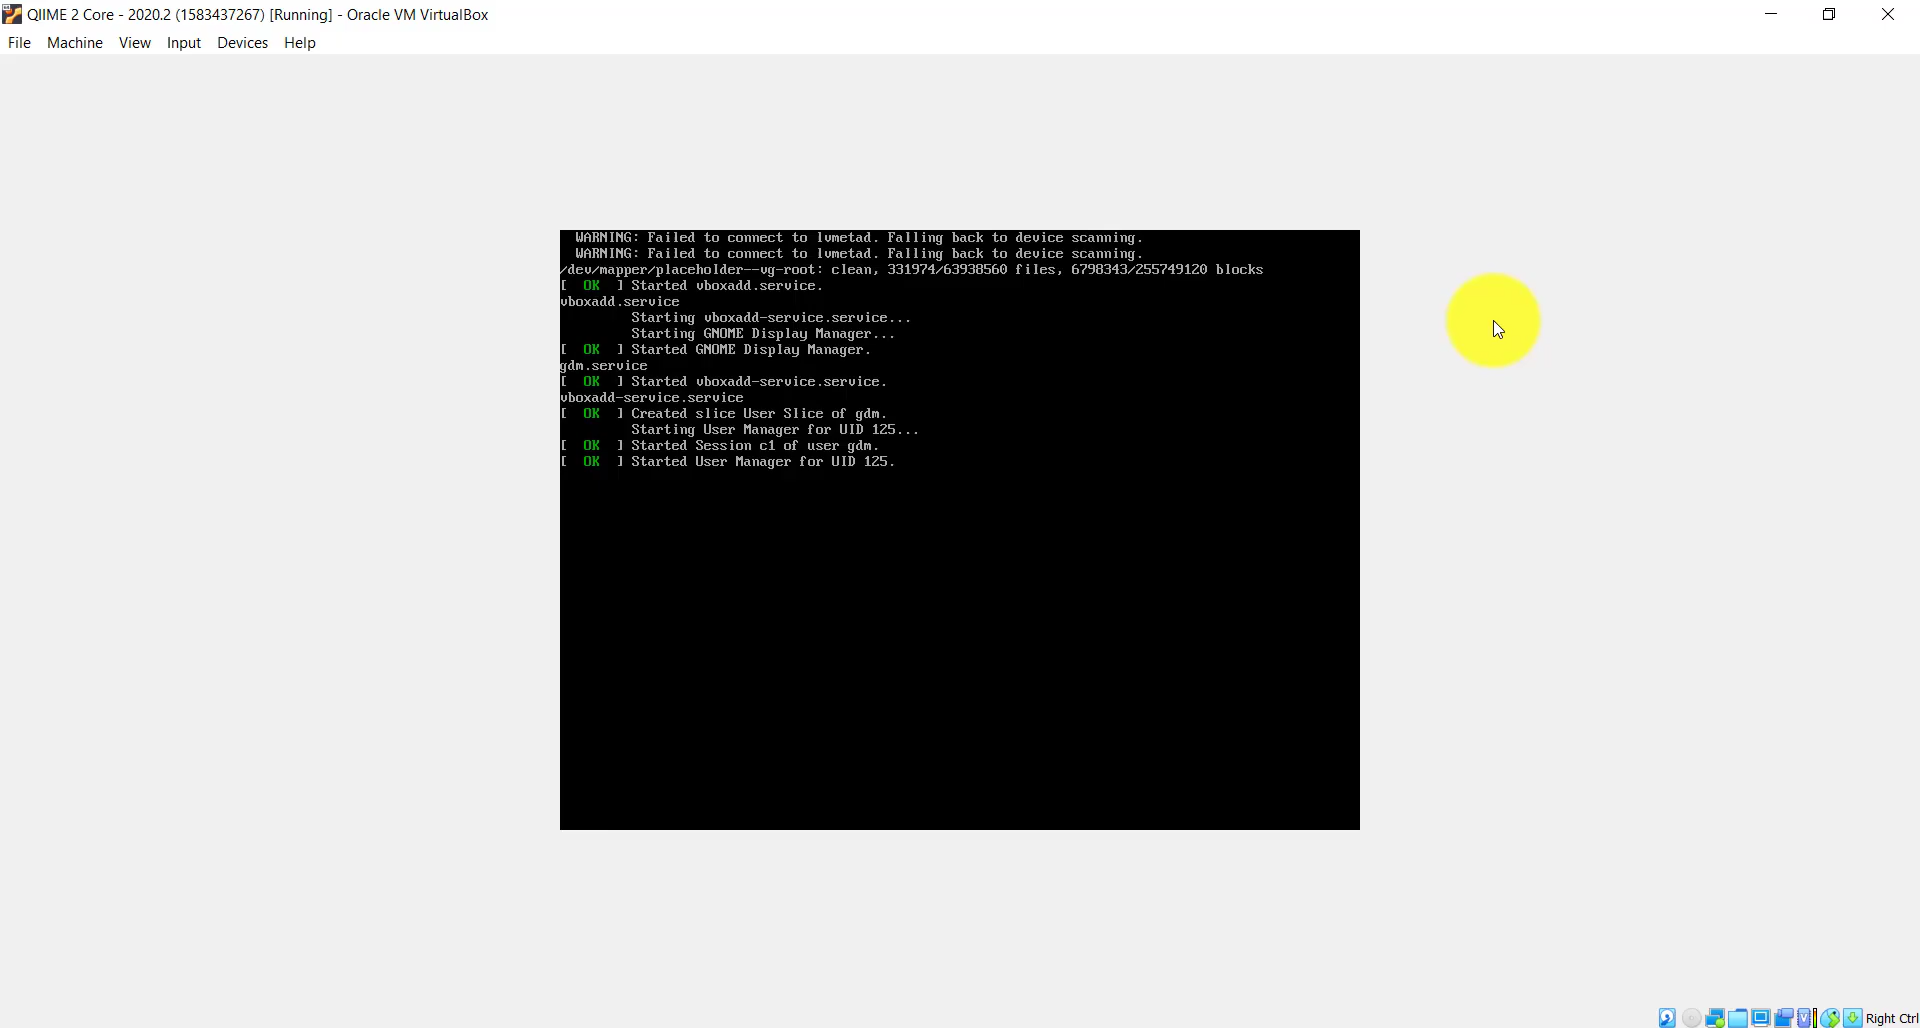 QIIME 2 Core - 2020.2 (1583437267) [Running] - Oracle VM VirtualBox
File Machine View Input Devices Help
WARNING: Failed to connect to lvmetad. Falling back to device scanning.
WARNING: Failed to connect to lvmetad. Falling back to device scanning.
/dev/mapper/placeholder--vg-root: clean, 331974/63938560 files, 6798343/255749120 blocks
[ OK ] Started vboxadd.service.
vboxadd.service
Starting vboxadd-service.service...
Starting GNOME Display Manager...
[ OK ] Started GNOME Display Manager.
gdm.service
[ OK ] Started vboxadd-service.service.
vboxadd-service.service
[ OK ] Created slice User Slice of gdm.
Starting User Manager for UID 125...
[ OK ] Started Session c1 of user gdm.
[ OK ] Started User Manager for UID 125.
Right Ctrl